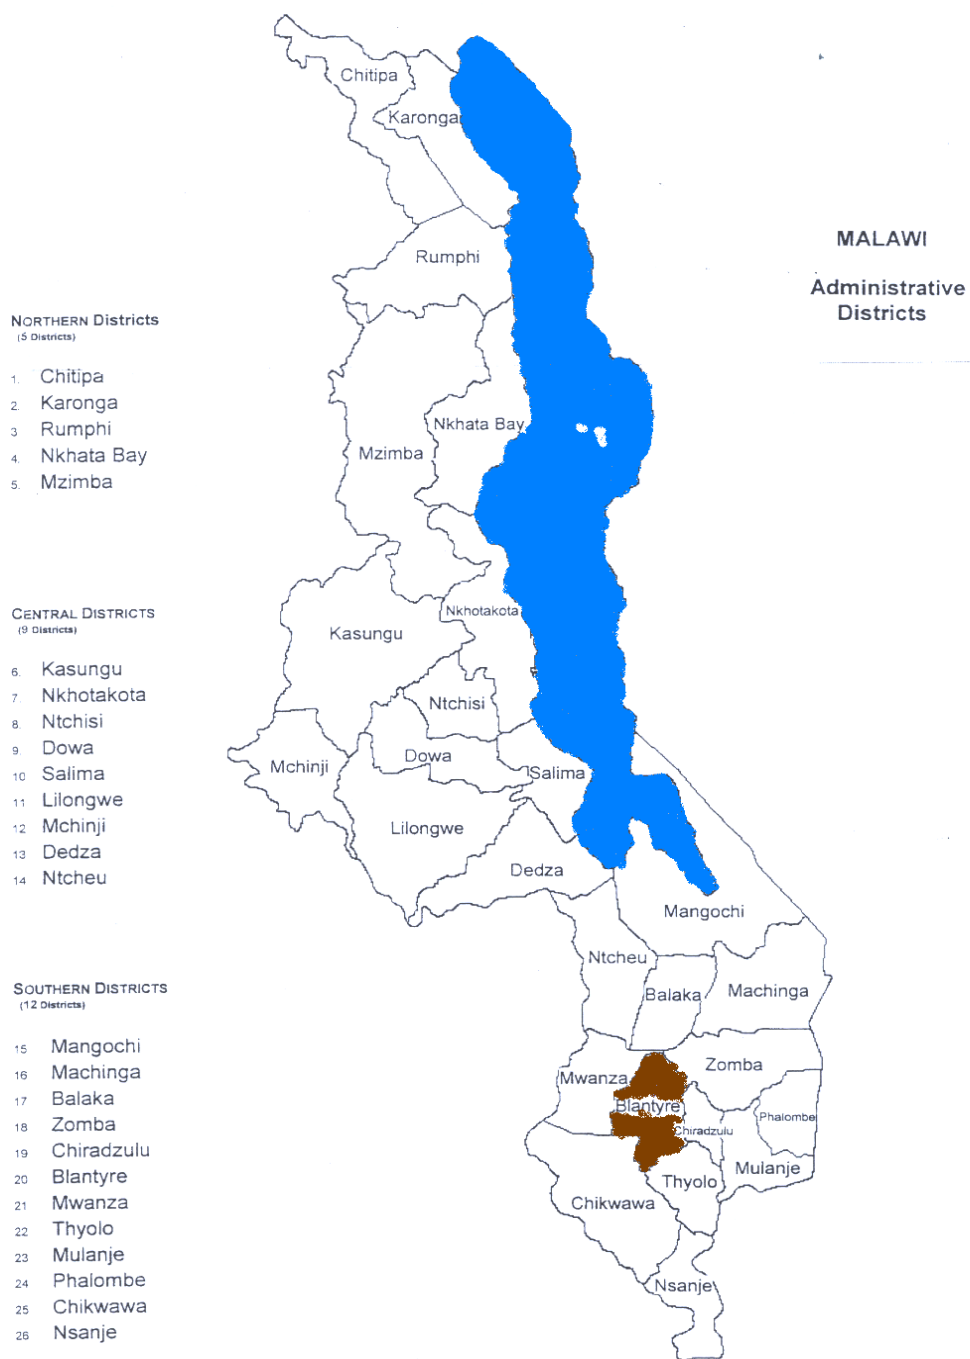 MALAWI
Administrative
Districts
NORTHERN Districts
(5 Districts)
1. Chitipa
2. Karonga
3 Rumphi
4. Nkhata Bay
5. Mzimba
CENTRAL DISTRICTS
(9 Districts)
6. Kasungu
7. Nkhotakota
8. Ntchisi
9. Dowa
10 Salima
11 Lilongwe
12 Mchinji
13 Dedza
14 Ntcheu
SOUTHERN DISTRICTS
(12 Districts)
15 Mangochi
16 Machinga
17 Balaka
18 Zomba
19 Chiradzulu
20 Blantyre
21 Mwanza
22 Thyolo
23 Mulanje
24 Phalombe
25 Chikwawa
26 Nsanje
Chitipa
Karonga
Rumphi
Nkhata Bay
Mzimba
Nkhotakota
Kasungu
Ntchisi
Dowa
Mchinji
Salima
Lilongwe
Dedza
Mangochi
Ntcheu
Balaka
Machinga
Zomba
Mwanza
Blantyre
Phalombe
Chiradzulu
Mulanje
Thyolo
Chikwawa
Nsanje